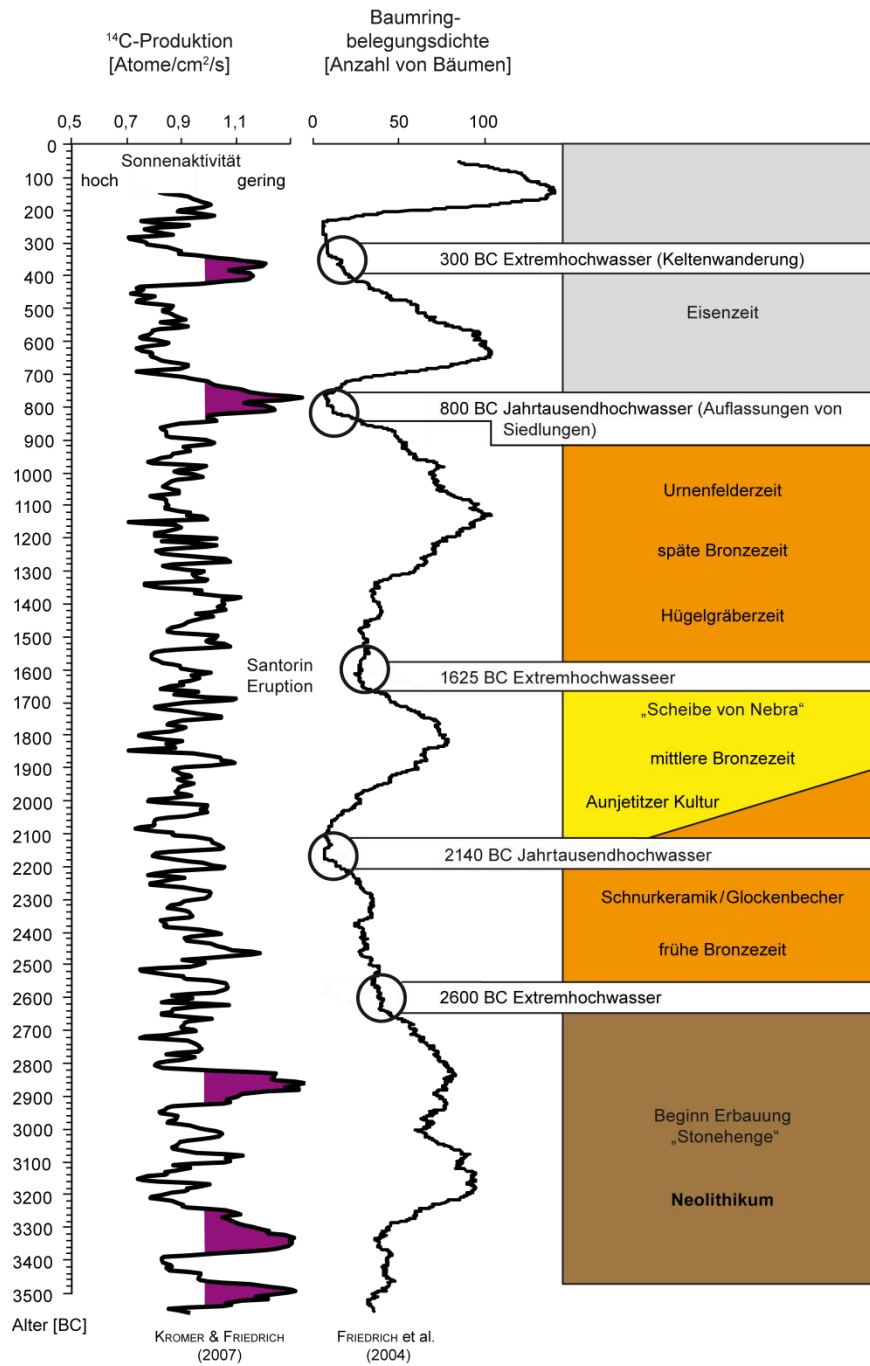 ¹⁴C-Produktion
[Atome/cm²/s]
Baumring-
belegungsdichte
[Anzahl von Bäumen]
0,5 0,7 0,9 1,1
0 50 100
Sonnenaktivität
hoch gering
0
100
200
300
400
500
600
700
800
900
1000
1100
1200
1300
1400
1500
1600
1700
1800
1900
2000
2100
2200
2300
2400
2500
2600
2700
2800
2900
3000
3100
3200
3300
3400
3500
Alter [BC]
300 BC Extremhochwasser (Keltenwanderung)
Eisenzeit
800 BC Jahrtausendhochwasser (Auflassungen von
Siedlungen)
Urnenfelderzeit
späte Bronzezeit
Hügelgräberzeit
Santorin
Eruption
1625 BC Extremhochwasseer
„Scheibe von Nebra“
mittlere Bronzezeit
Aunjetitzer Kultur
2140 BC Jahrtausendhochwasser
Schnurkeramik/Glockenbecher
frühe Bronzezeit
2600 BC Extremhochwasser
Beginn Erbauung
„Stonehenge“
Neolithikum
KROMER & FRIEDRICH
(2007)
FRIEDRICH et al.
(2004)